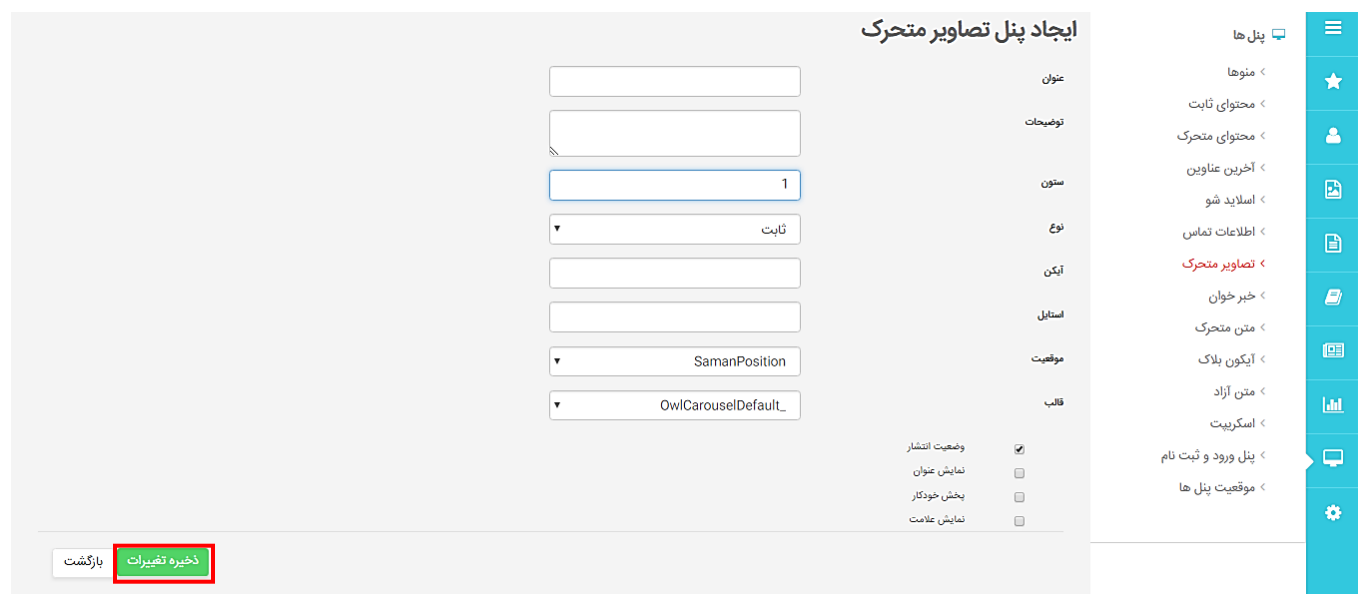 پنل ها
منوها
محتوای ثابت
محتوای متحرک
آخرین عناوین
اسلاید شو
اطلاعات تماس
تصاویر متحرک
خبر خوان
متن متحرک
آیکون بلاک
متن آزاد
اسکریپت
پنل ورود و ثبت نام
موقعیت پنل ها
ایجاد پنل تصاویر متحرک
عنوان
توضیحات
ستون 1
نوع ثابت
آیکن
استایل
موقعیت SamanPosition
قالب OwlCarouselDefault_
وضعیت انتشار
نمایش عنوان
پخش خودکار
نمایش علامت
ذخیره تغییرات بازگشت